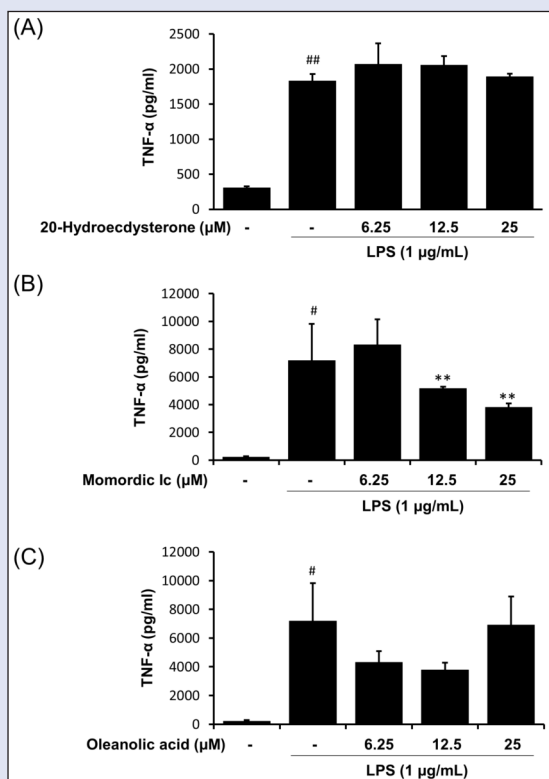 (A)
TNF-α (pg/ml)
2500
2000
1500
1000
500
0
##
20-Hydroecdysterone (µM) - - 6.25 12.5 25
LPS (1 µg/mL)
(B)
TNF-α (pg/ml)
12000
10000
8000
6000
4000
2000
0
#
**
**
Momordic Ic (µM) - - 6.25 12.5 25
LPS (1 µg/mL)
(C)
TNF-α (pg/ml)
12000
10000
8000
6000
4000
2000
0
#
Oleanolic acid (µM) - - 6.25 12.5 25
LPS (1 µg/mL)